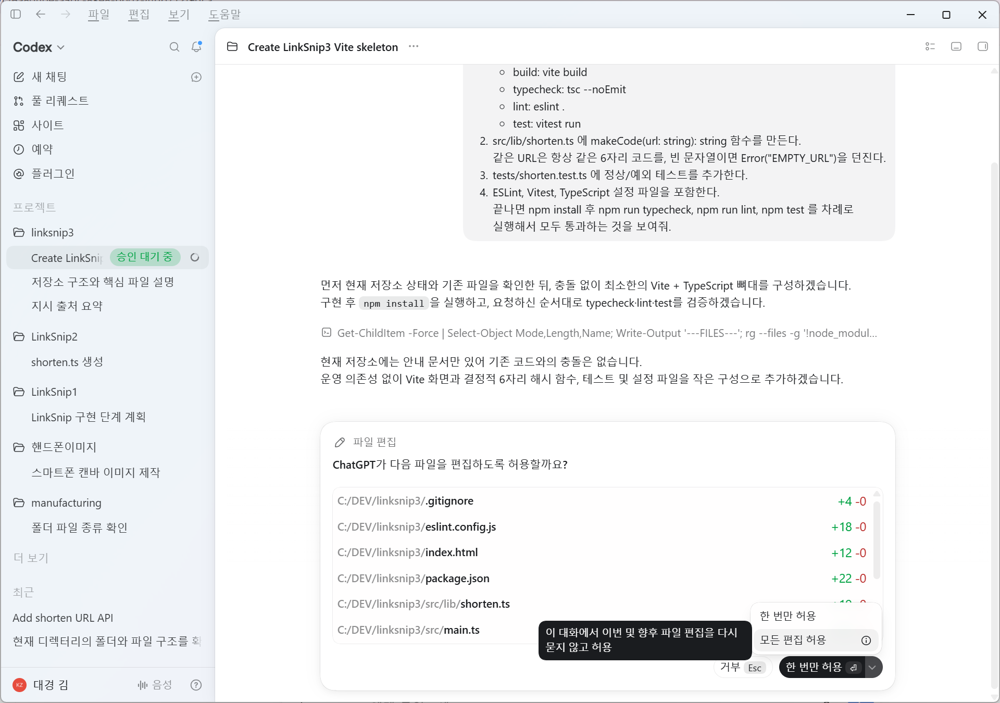 파일 편집 보기 도움말
Codex
새 채팅
풀 리퀘스트
사이트
예약
플러그인
프로젝트
linksnip3
Create LinkSnip 승인 대기 중
저장소 구조와 핵심 파일 설명
지시 출처 요약
LinkSnip2
shorten.ts 생성
LinkSnip1
LinkSnip 구현 단계 계획
핸드폰이미지
스마트폰 캔바 이미지 제작
manufacturing
폴더 파일 종류 확인
더 보기
최근
Add shorten URL API
현재 디렉터리의 폴더와 파일 구조를 확
KZ 대경 김 음성
Create LinkSnip3 Vite skeleton
build: vite build
typecheck: tsc --noEmit
lint: eslint .
test: vitest run
2. src/lib/shorten.ts 에 makeCode(url: string): string 함수를 만든다.
같은 URL은 항상 같은 6자리 코드를, 빈 문자열이면 Error("EMPTY_URL")을 던진다.
3. tests/shorten.test.ts 에 정상/예외 테스트를 추가한다.
4. ESLint, Vitest, TypeScript 설정 파일을 포함한다.
끝나면 npm install 후 npm run typecheck, npm run lint, npm test 를 차례로
실행해서 모두 통과하는 것을 보여줘.
먼저 현재 저장소 상태와 기존 파일을 확인한 뒤, 충돌 없이 최소한의 Vite + TypeScript 뼈대를 구성하겠습니다.
구현 후 npm install 을 실행하고, 요청하신 순서대로 typecheck·lint·test를 검증하겠습니다.
Get-ChildItem -Force | Select-Object Mode,Length,Name; Write-Output '---FILES---'; rg --files -g '!node_modul...
현재 저장소에는 안내 문서만 있어 기존 코드와의 충돌은 없습니다.
운영 의존성 없이 Vite 화면과 결정적 6자리 해시 함수, 테스트 및 설정 파일을 작은 구성으로 추가하겠습니다.
파일 편집
ChatGPT가 다음 파일을 편집하도록 허용할까요?
C:/DEV/linksnip3/.gitignore +4 -0
C:/DEV/linksnip3/eslint.config.js +18 -0
C:/DEV/linksnip3/index.html +12 -0
C:/DEV/linksnip3/package.json +22 -0
C:/DEV/linksnip3/src/lib/shorten.ts
C:/DEV/linksnip3/src/main.ts
한 번만 허용
모든 편집 허용
이 대화에서 이번 및 향후 파일 편집을 다시
묻지 않고 허용
거부 Esc 한 번만 허용